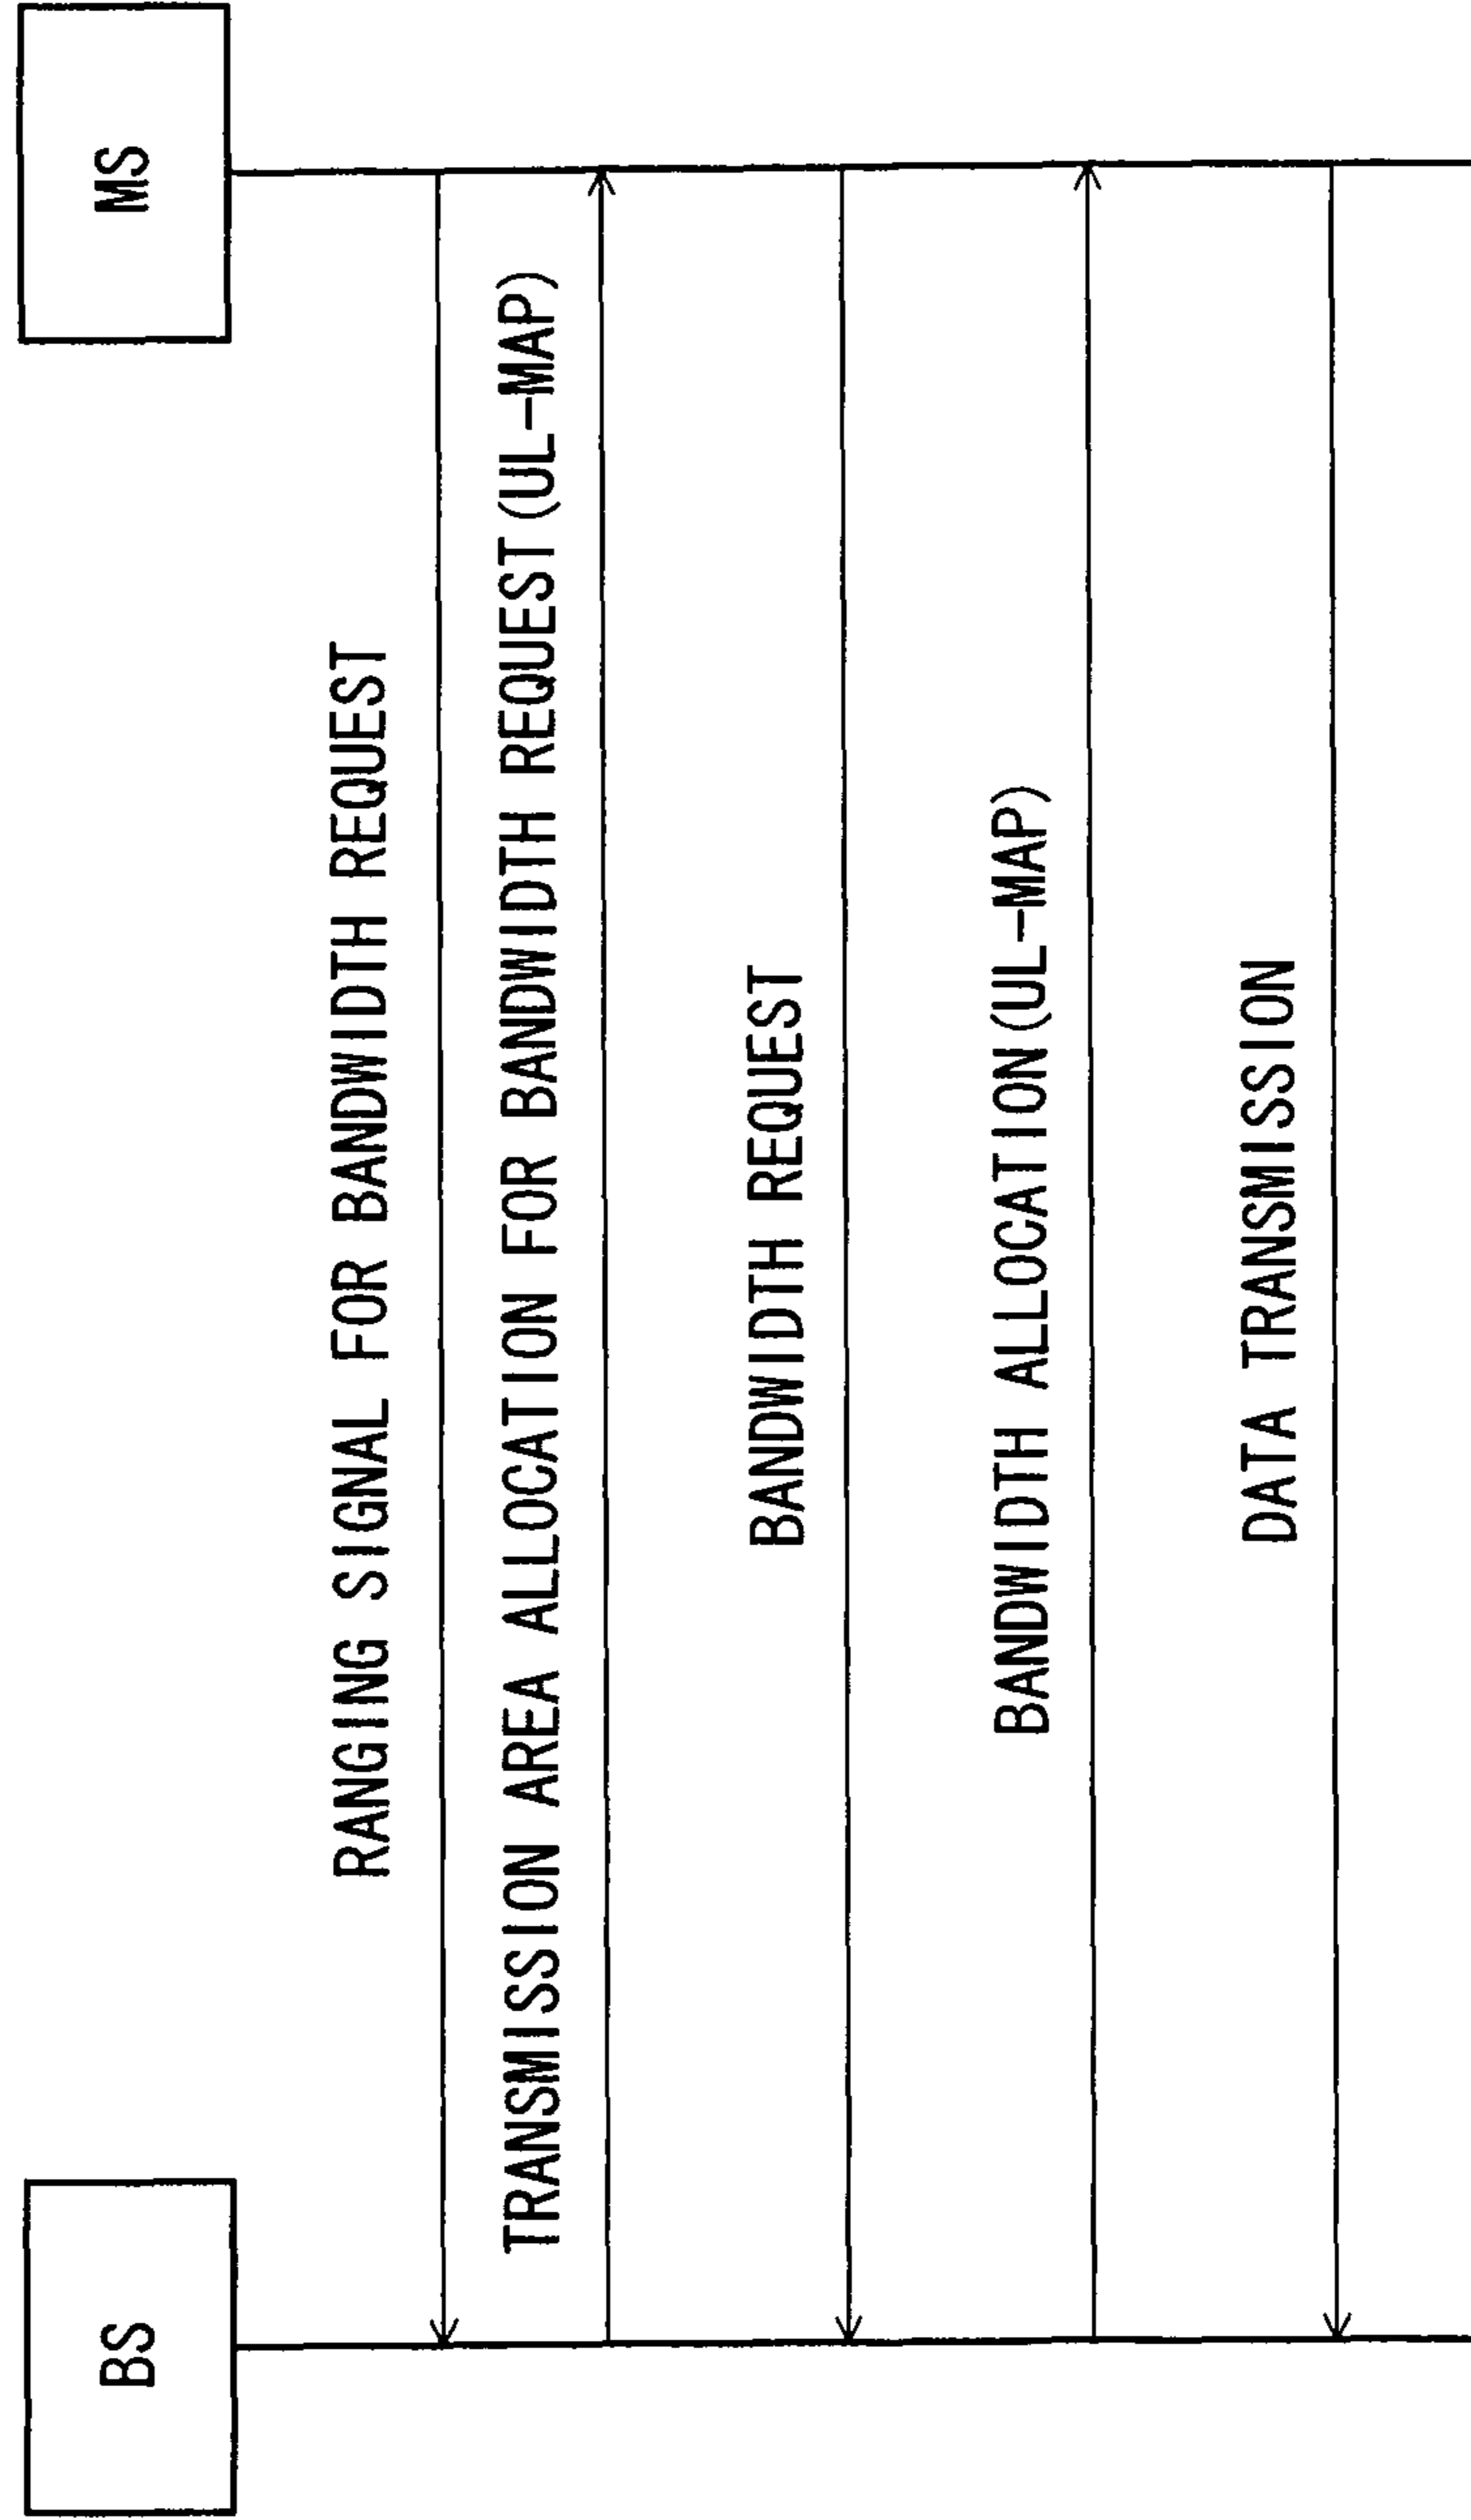 BS
MS
RANGING SIGNAL FOR BANDWIDTH REQUEST
TRANSMISSION AREA ALLOCATION FOR BANDWIDTH REQUEST(UL-MAP)
BANDWIDTH REQUEST
BANDWIDTH ALLOCATION(UL-MAP)
DATA TRANSMISSION